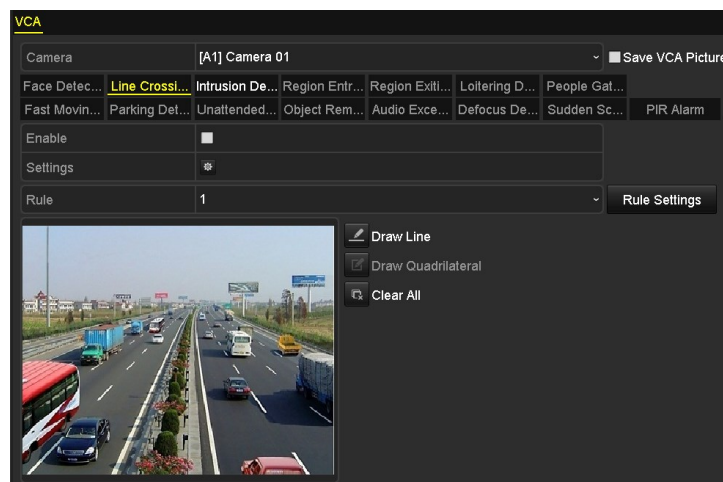 VCA
Camera [A1] Camera 01 Save VCA Picture
Face Detec... Line Crossi... Intrusion De... Region Entr... Region Exiti... Loitering D... People Gat...
Fast Movin... Parking Det... Unattended... Object Rem... Audio Exce... Defocus De... Sudden Sc... PIR Alarm
Enable
Settings
Rule 1 Rule Settings
Draw Line
Draw Quadrilateral
Clear All